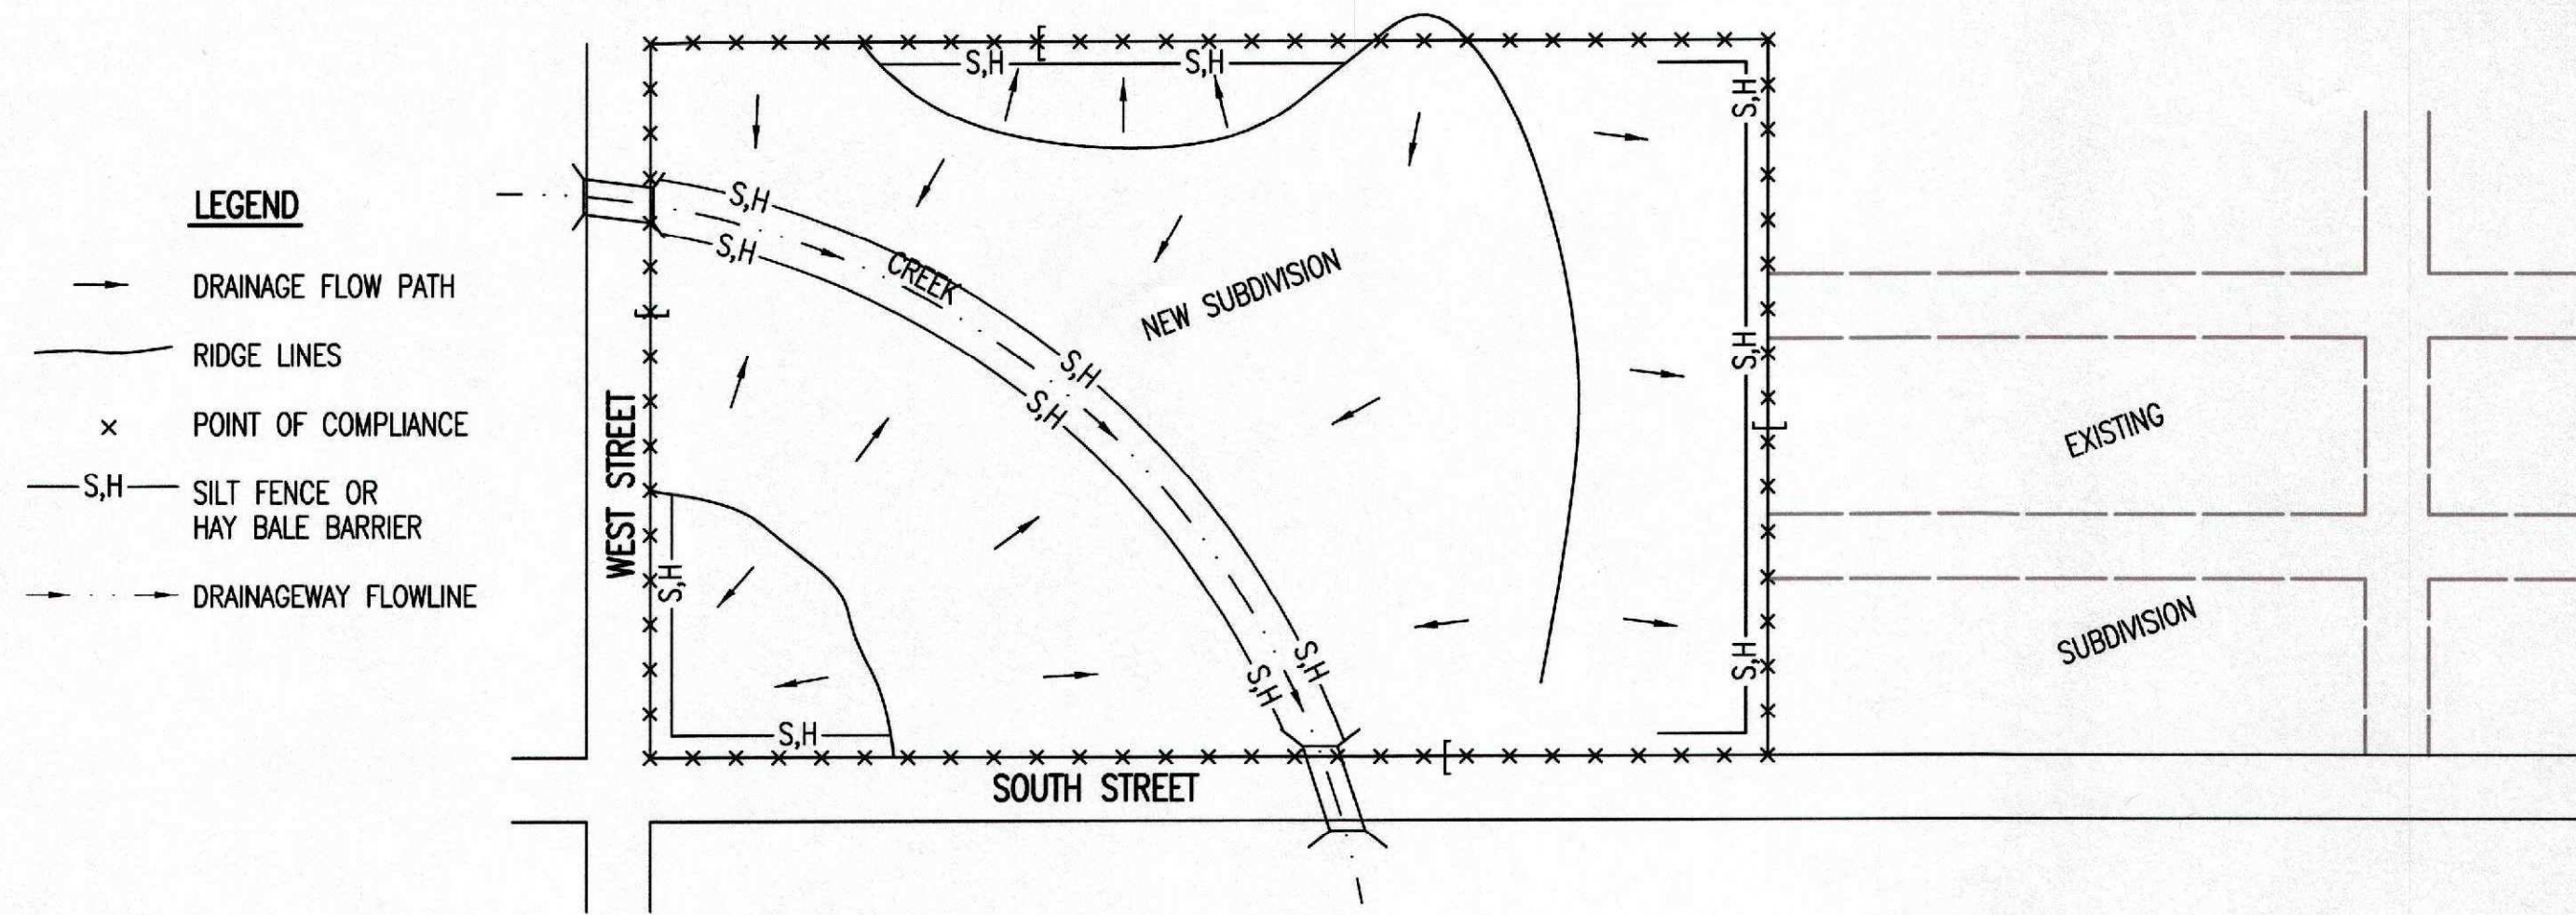 LEGEND
DRAINAGE FLOW PATH
RIDGE LINES
× POINT OF COMPLIANCE
S,H SILT FENCE OR
HAY BALE BARRIER
DRAINAGEWAY FLOWLINE
S,H
S,H
S,H
S,H
S,H
CREEK
NEW SUBDIVISION
S,H
S,H
S,H
WEST STREET
EXISTING
S,H
SUBDIVISION
S,H
S,H
S,H
S,H
SOUTH STREET